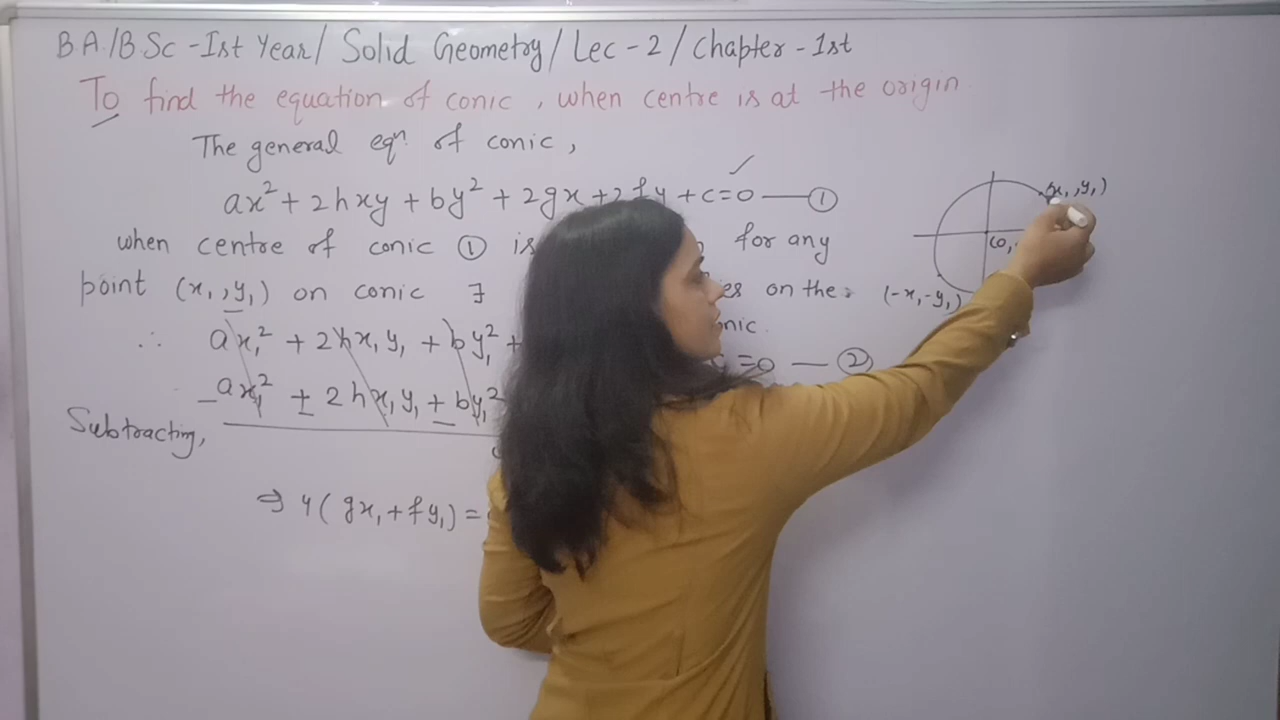 B.A./B.Sc -Ist Year/ Solid Geometry/ Lec - 2 / Chapter - 1st
To find the equation of conic , when centre is at the origin
The general eqⁿ of conic ,
ax² + 2hxy + by² + 2gx + 2fy + c = 0 —— ①
(x₁, y₁)
when centre of conic ① is for any
(0,
point (x₁, y₁) on conic ∃ on the
(-x₁, -y₁)
∴ ax₁² + 2hx₁y₁ + by₁² +
c = 0 — ②
- ax₁² + 2hx₁y₁ + by₁²
Subtracting,
⇒ 4(gx₁ + fy₁) =